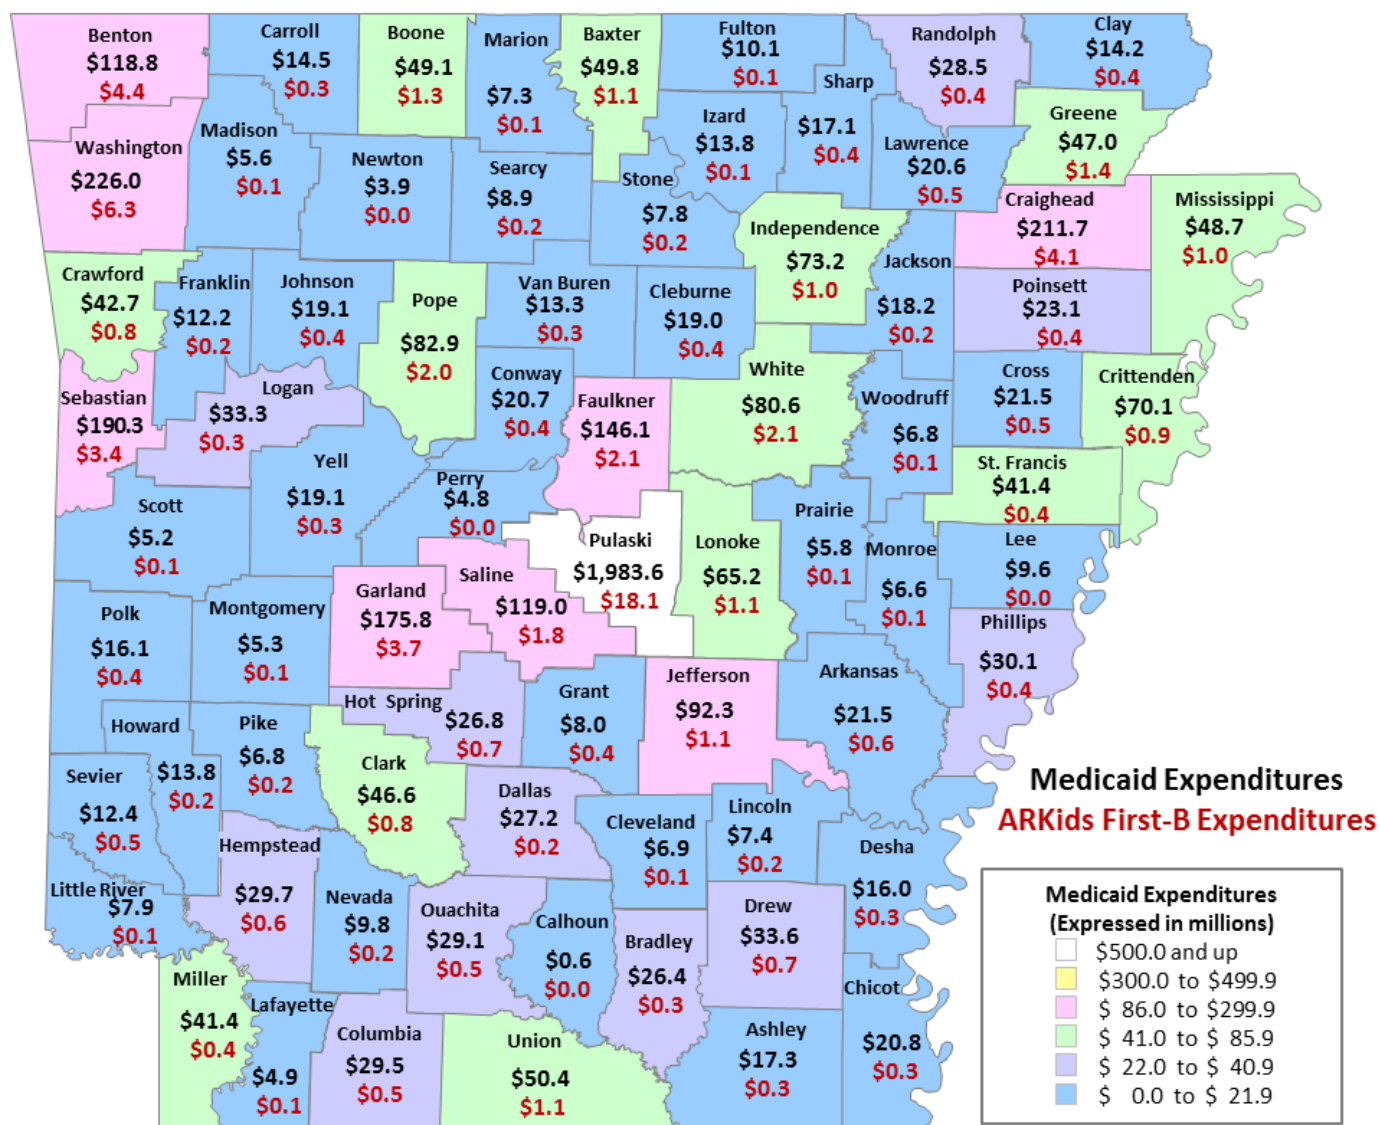 Benton
$118.8
$4.4
Carroll
$14.5
$0.3
Boone
$49.1
$1.3
Marion
$7.3
$0.1
Baxter
$49.8
$1.1
Fulton
$10.1
$0.1
Sharp
$17.1
$0.4
Randolph
$28.5
$0.4
Clay
$14.2
$0.4
Washington
$226.0
$6.3
Madison
$5.6
$0.1
Newton
$3.9
$0.0
Searcy
$8.9
$0.2
Stone
$7.8
$0.2
Izard
$13.8
$0.1
Lawrence
$20.6
$0.5
Greene
$47.0
$1.4
Craighead
$211.7
$4.1
Mississippi
$48.7
$1.0
Crawford
$42.7
$0.8
Franklin
$12.2
$0.2
Johnson
$19.1
$0.4
Pope
$82.9
$2.0
Van Buren
$13.3
$0.3
Cleburne
$19.0
$0.4
Independence
$73.2
$1.0
Jackson
$18.2
$0.2
Poinsett
$23.1
$0.4
Sebastian
$190.3
$3.4
Logan
$33.3
$0.3
Conway
$20.7
$0.4
Faulkner
$146.1
$2.1
White
$80.6
$2.1
Woodruff
$6.8
$0.1
Cross
$21.5
$0.5
Crittenden
$70.1
$0.9
Scott
$5.2
$0.1
Yell
$19.1
$0.3
Perry
$4.8
$0.0
Pulaski
$1,983.6
$18.1
Lonoke
$65.2
$1.1
Prairie
$5.8
$0.1
Monroe
$6.6
$0.1
St. Francis
$41.4
$0.4
Lee
$9.6
$0.0
Polk
$16.1
$0.4
Montgomery
$5.3
$0.1
Garland
$175.8
$3.7
Saline
$119.0
$1.8
Phillips
$30.1
$0.4
Howard
$13.8
$0.2
Pike
$6.8
$0.2
Hot Spring
$26.8
$0.7
Grant
$8.0
$0.4
Jefferson
$92.3
$1.1
Arkansas
$21.5
$0.6
Sevier
$12.4
$0.5
Clark
$46.6
$0.8
Dallas
$27.2
$0.2
Cleveland
$6.9
$0.1
Lincoln
$7.4
$0.2
Desha
$16.0
$0.3
Little River
$7.9
$0.1
Hempstead
$29.7
$0.6
Nevada
$9.8
$0.2
Ouachita
$29.1
$0.5
Calhoun
$0.6
$0.0
Bradley
$26.4
$0.3
Drew
$33.6
$0.7
Miller
$41.4
$0.4
Lafayette
$4.9
$0.1
Columbia
$29.5
$0.5
Union
$50.4
$1.1
Ashley
$17.3
$0.3
Chicot
$20.8
$0.3
Medicaid Expenditures
ARKids First-B Expenditures
Medicaid Expenditures
(Expressed in millions)
$500.0 and up
$300.0 to $499.9
$ 86.0 to $299.9
$ 41.0 to $ 85.9
$ 22.0 to $ 40.9
$ 0.0 to $ 21.9